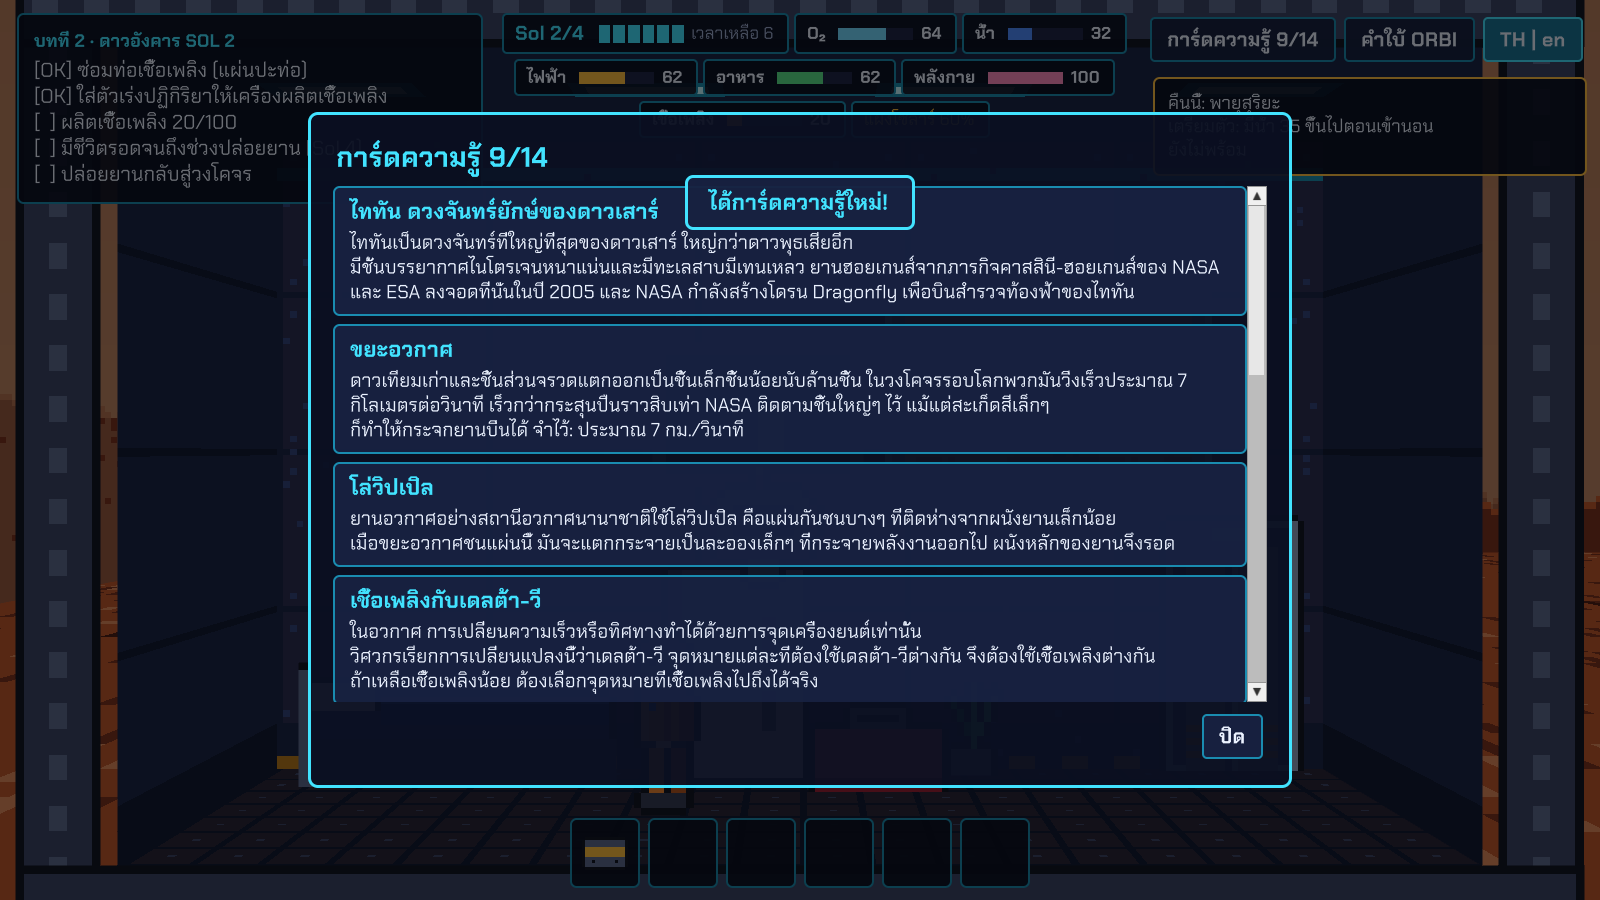 บทที่ 2 · ดาวอังคาร SOL 2
[OK] ซ่อมท่อเชื้อเพลิง (แผ่นปะท่อ)
[OK] ใส่ตัวเร่งปฏิกิริยาให้เครื่องผลิตเชื้อเพลิง
[ ] ผลิตเชื้อเพลิง 20/100
[ ] มีชีวิตรอดจนถึงช่วงปล่อยยาน
[ ] ปล่อยยานกลับสู่วงโคจร
Sol 2/4 เวลาเหลือ 6
O₂ 64
น้ำ 32
ไฟฟ้า 62
อาหาร 62
พลังกาย 100
เชื้อเพลิง 20
การ์ดความรู้ 9/14
คำใบ้ ORBI
TH | en
คืนนี้: พายุสุริยะ
35 ขึ้นไปตอนเข้านอน
ยังไม่พร้อม
การ์ดความรู้ 9/14
ได้การ์ดความรู้ใหม่!
ไททัน ดวงจันทร์ยักษ์ของดาวเสาร์
ไททันเป็นดวงจันทร์ที่ใหญ่ที่สุดของดาวเสาร์ ใหญ่กว่าดาวพุธเสียอีก
มีชั้นบรรยากาศไนโตรเจนหนาแน่นและมีทะเลสาบมีเทนเหลว ยานฮอยเกนส์จากภารกิจคาสสินี-ฮอยเกนส์ของ NASA
และ ESA ลงจอดที่นั่นในปี 2005 และ NASA กำลังสร้างโดรน Dragonfly เพื่อบินสำรวจท้องฟ้าของไททัน
ขยะอวกาศ
ดาวเทียมเก่าและชิ้นส่วนจรวดแตกออกเป็นชิ้นเล็กชิ้นน้อยนับล้านชิ้น ในวงโคจรรอบโลกพวกมันวิ่งเร็วประมาณ 7
กิโลเมตรต่อวินาที เร็วกว่ากระสุนปืนราวสิบเท่า NASA ติดตามชิ้นใหญ่ๆ ไว้ แม้แต่สะเก็ดสีเล็กๆ
ก็ทำให้กระจกยานบิ่นได้ จำไว้: ประมาณ 7 กม./วินาที
โล่วิปเปิล
ยานอวกาศอย่างสถานีอวกาศนานาชาติใช้โล่วิปเปิล คือแผ่นกันชนบางๆ ที่ติดห่างจากผนังยานเล็กน้อย
เมื่อขยะอวกาศชนแผ่นนี้ มันจะแตกกระจายเป็นละอองเล็กๆ ที่กระจายพลังงานออกไป ผนังหลักของยานจึงรอด
เชื้อเพลิงกับเดลต้า-วี
ในอวกาศ การเปลี่ยนความเร็วหรือทิศทางทำได้ด้วยการจุดเครื่องยนต์เท่านั้น
วิศวกรเรียกการเปลี่ยนแปลงนี้ว่าเดลต้า-วี จุดหมายแต่ละที่ต้องใช้เดลต้า-วีต่างกัน จึงต้องใช้เชื้อเพลิงต่างกัน
ถ้าเหลือเชื้อเพลิงน้อย ต้องเลือกจุดหมายที่เชื้อเพลิงไปถึงได้จริง
ปิด